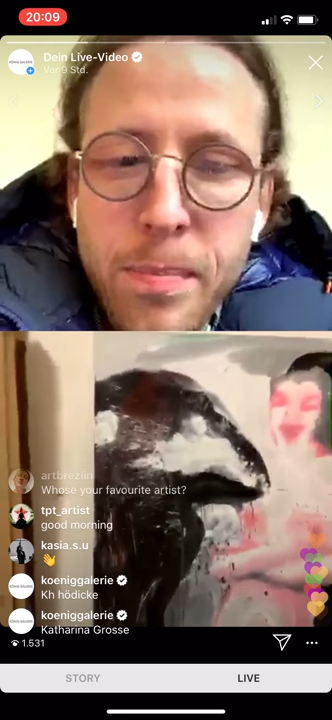 20:09
Dein Live-Video
Vor 9 Std.
artbrezlin
Whose your favourite artist?
tpt_artist
good morning
kasia.s.u
👋
koeniggalerie
Kh hödicke
koeniggalerie
Katharina Grosse
1.531
STORY
LIVE